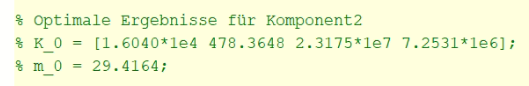 % Optimale Ergebnisse für Komponent2
% K_0 = [1.6040*1e4 478.3648 2.3175*1e7 7.2531*1e6];
% m_0 = 29.4164;